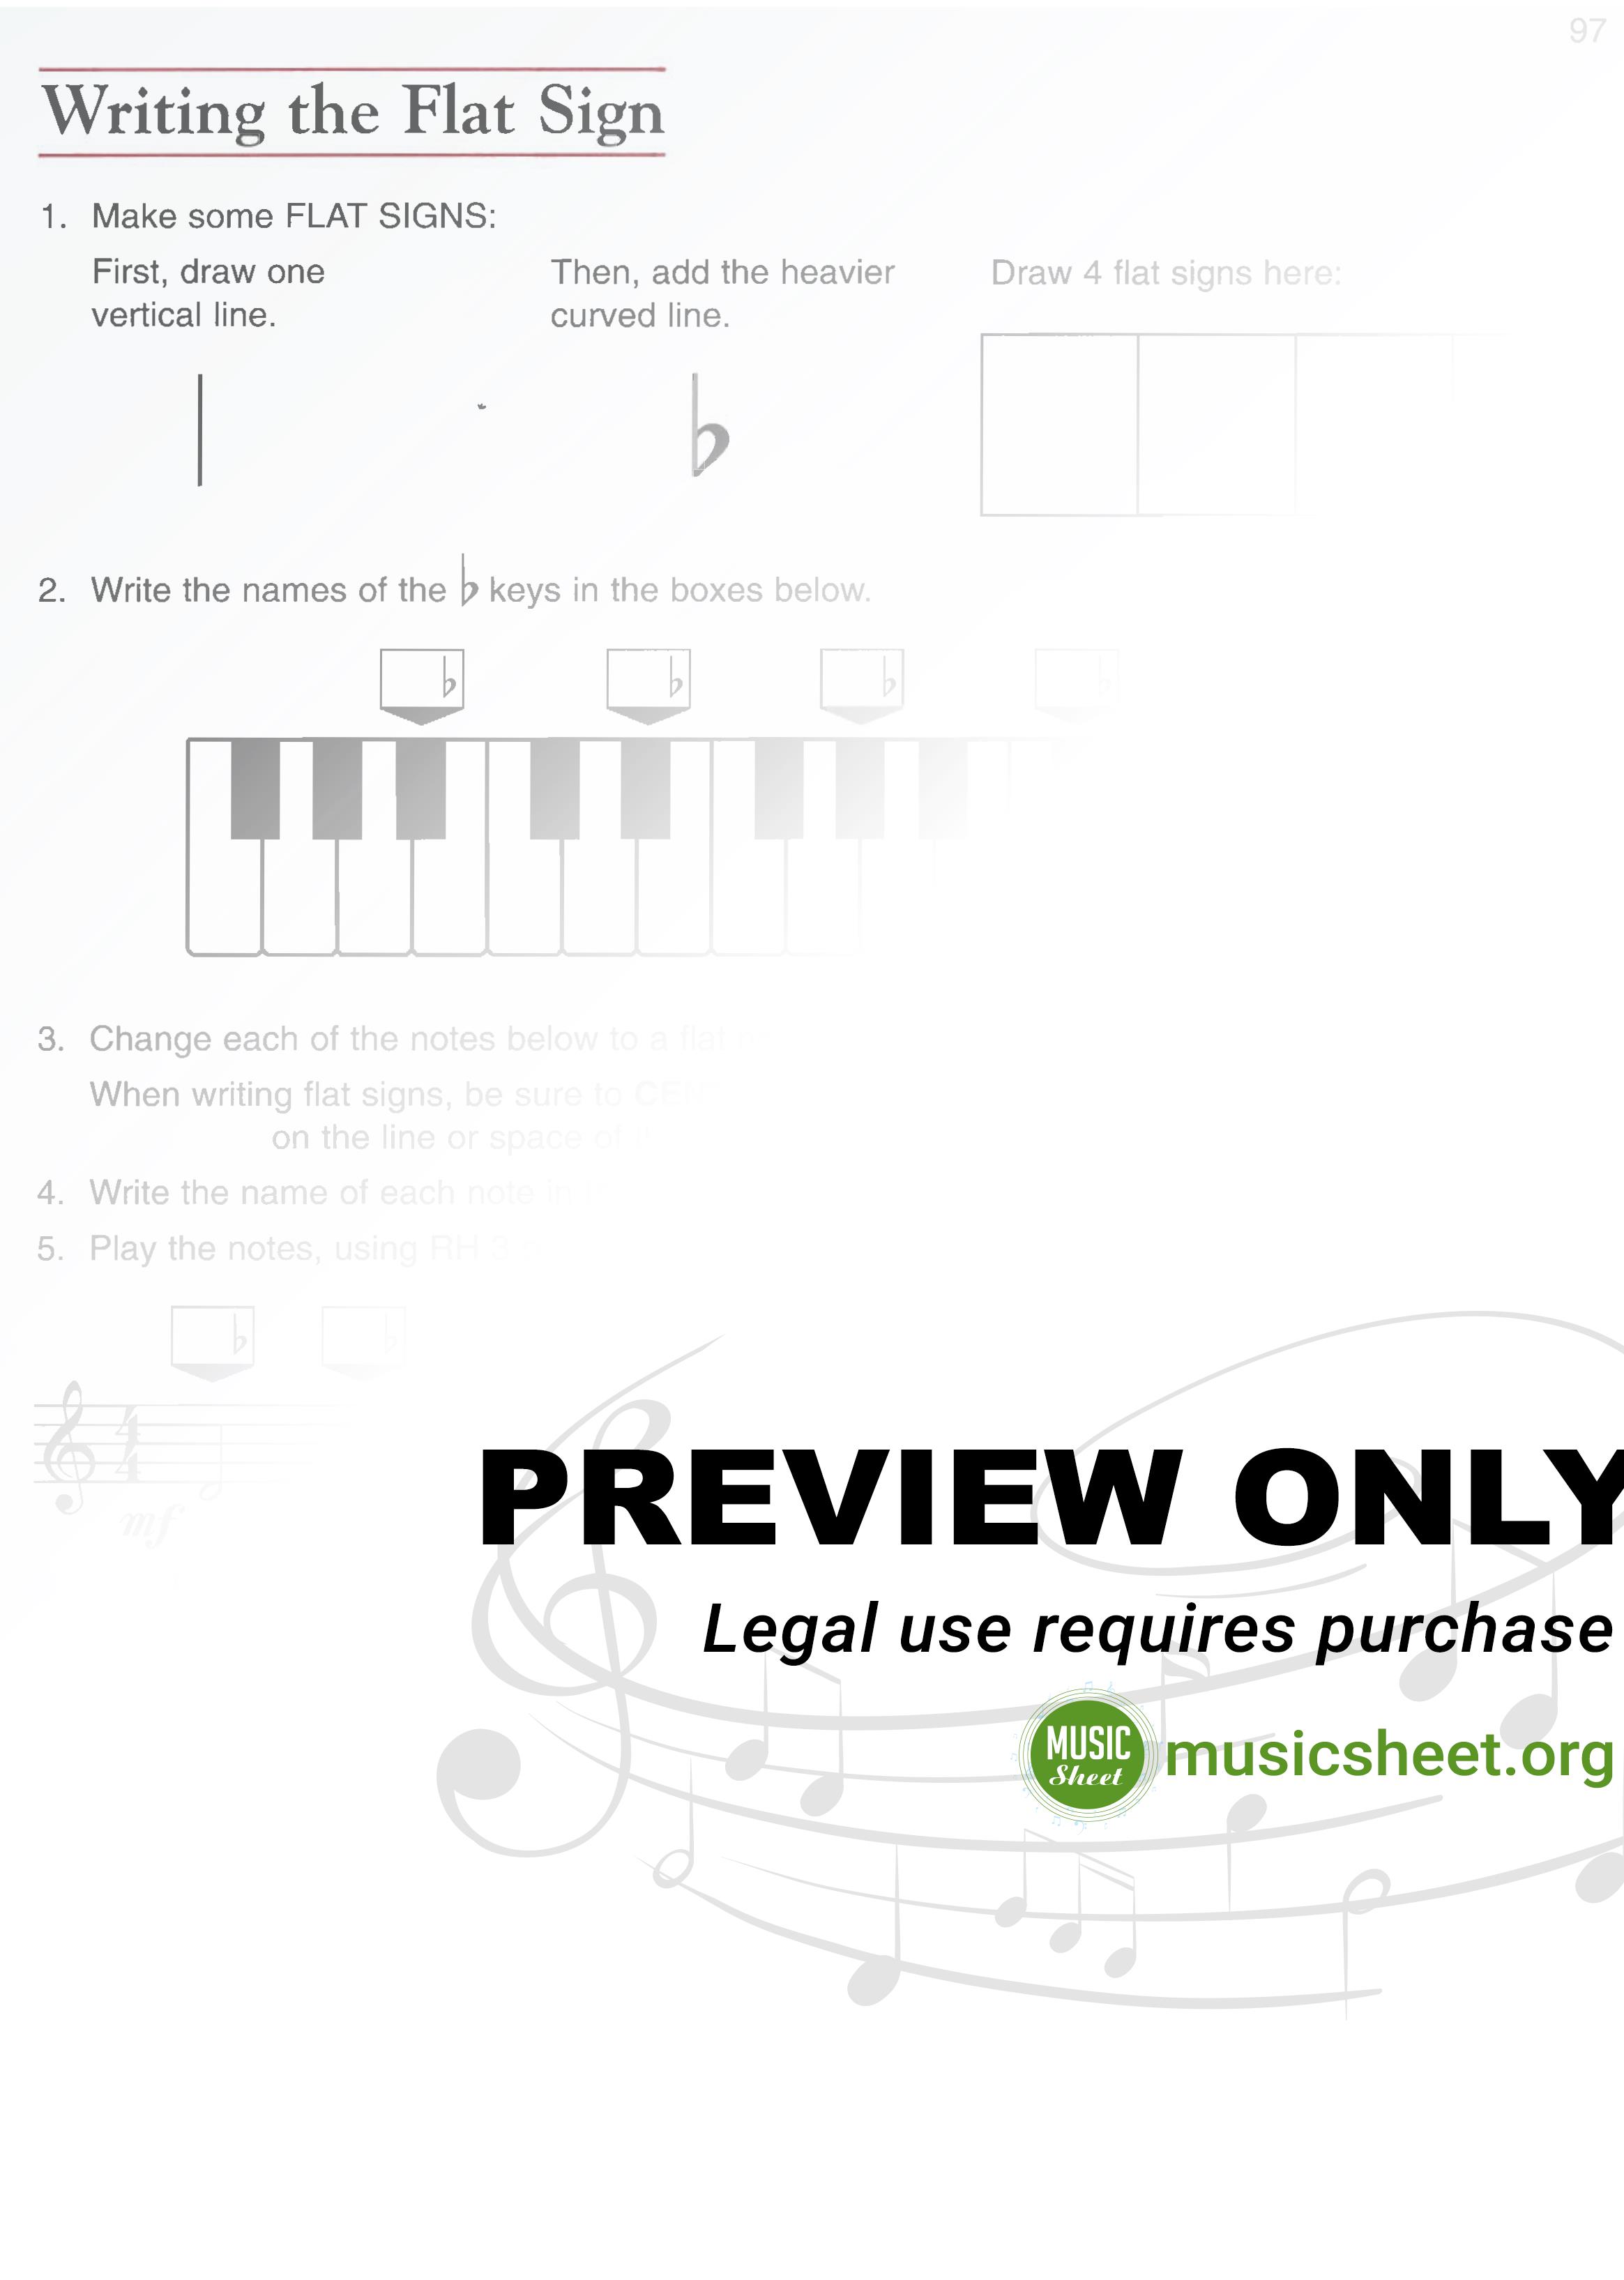 97
Writing the Flat Sign
1. Make some FLAT SIGNS:
First, draw one
vertical line.
Then, add the heavier
curved line.
Draw 4 flat signs here:
2. Write the names of the ♭ keys in the boxes below.
3. Change each of the notes below to a flat
When writing flat signs, be sure to
on the line or space of
4. Write the name of each note in
5. Play the notes, using RH 3
mf
PREVIEW ONLY
Legal use requires purchase
MUSIC
Sheet
musicsheet.org